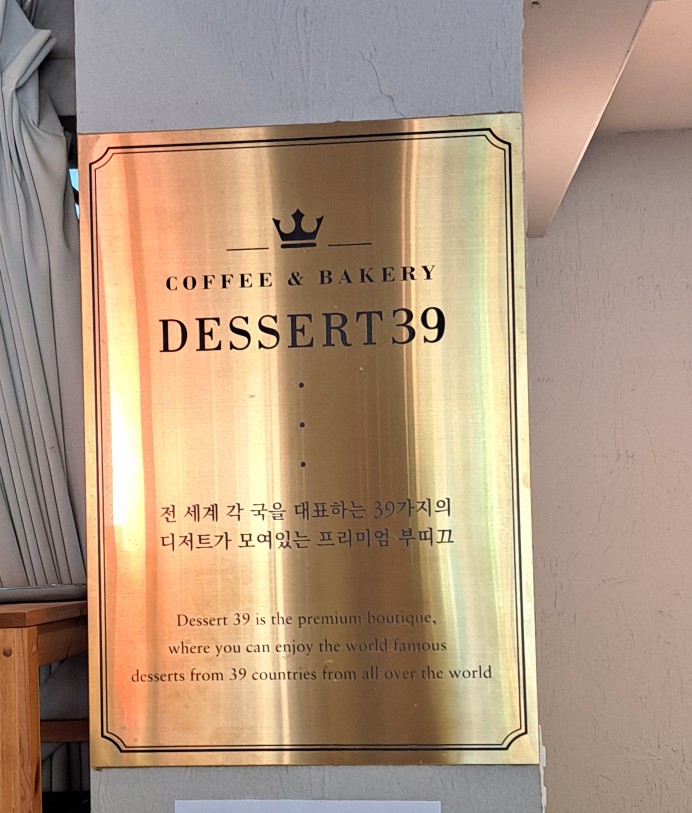 COFFEE & BAKERY
DESSERT39
전 세계 각 국을 대표하는 39가지의
디저트가 모여있는 프리미엄 부띠끄
Dessert 39 is the premium boutique,
where you can enjoy the world famous
desserts from 39 countries from all over the world